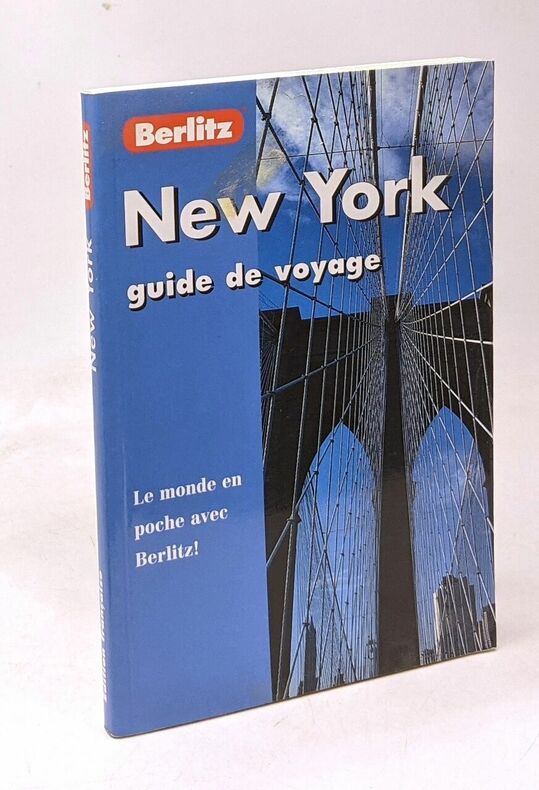 Berlitz
New York
guide de voyage
Le monde en
poche avec
Berlitz!
Berlitz
New York